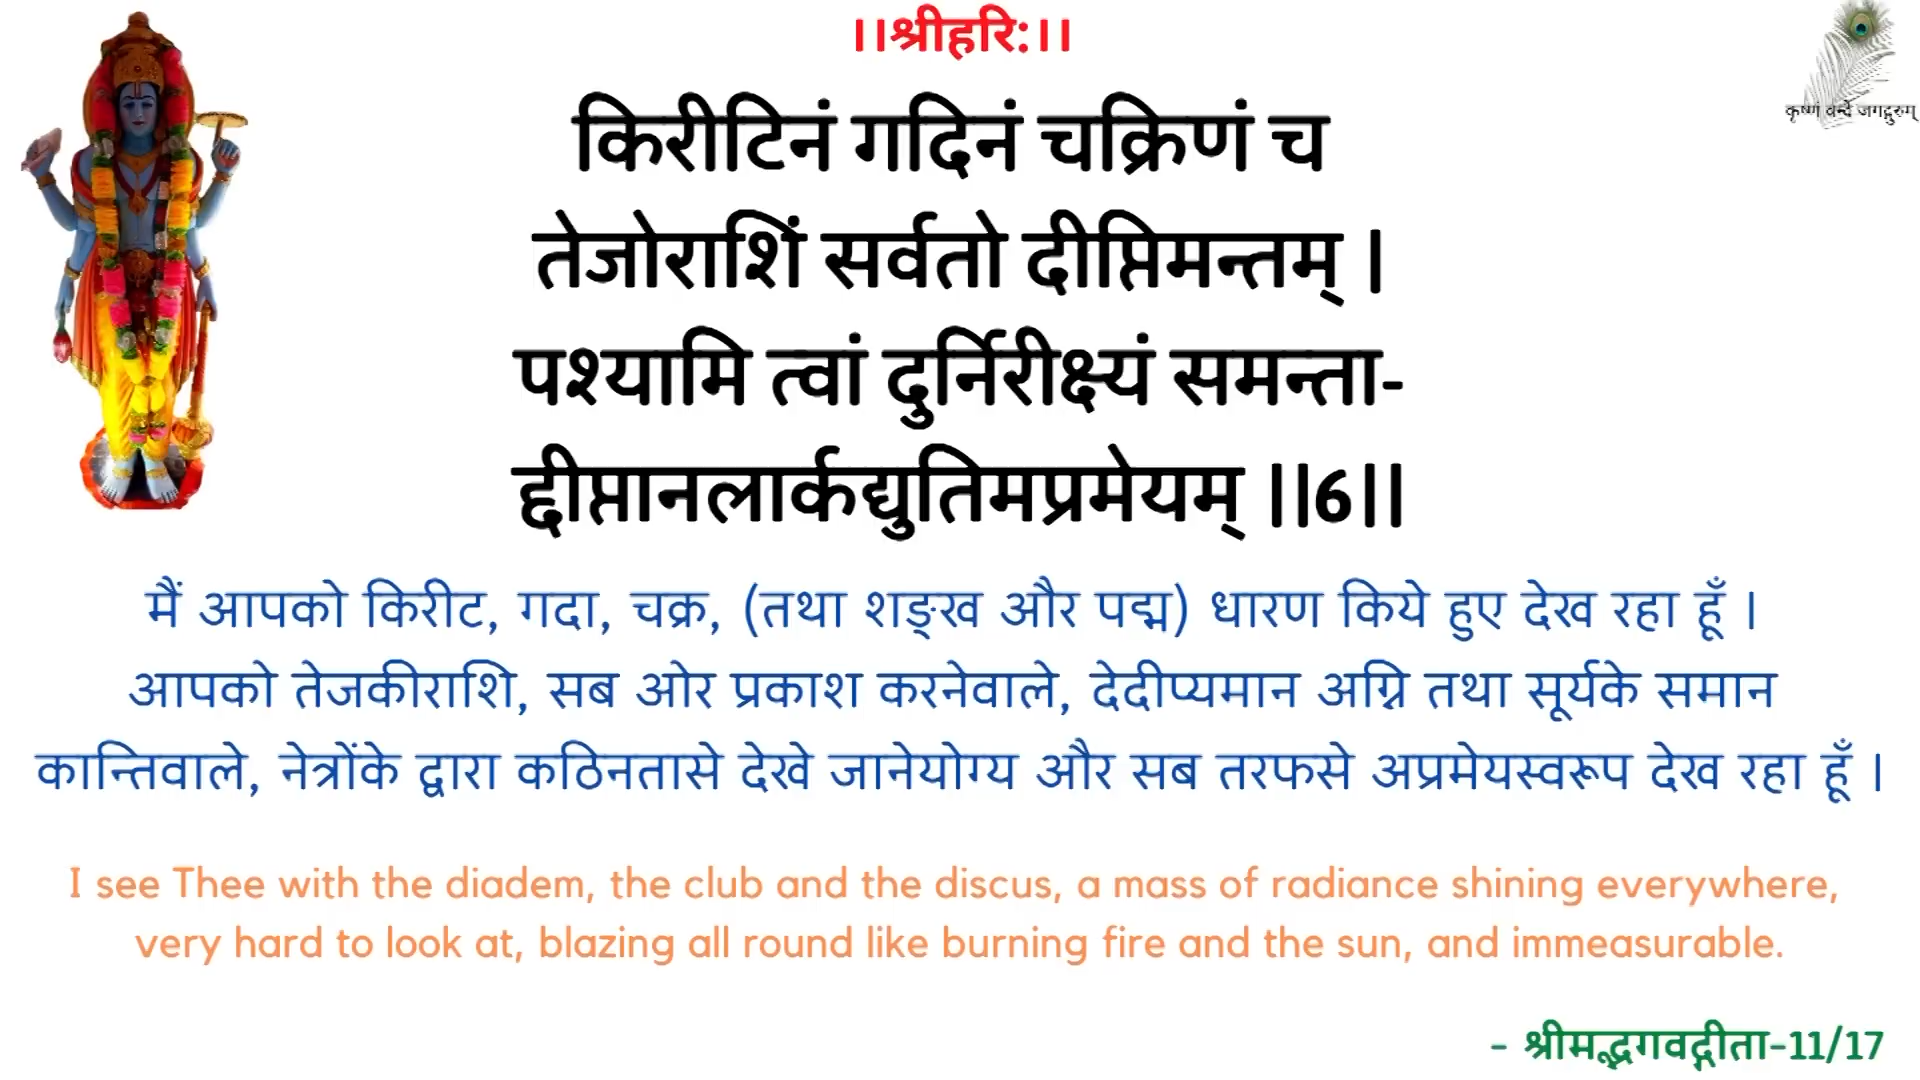 ।।श्रीहरि:।।
कृष्णं वन्दे जगद्गुरुम्
किरीटिनं गदिनं चक्रिणं च
तेजोराशिं सर्वतो दीप्तिमन्तम् |
पश्यामि त्वां दुर्निरीक्ष्यं समन्ता-
द्दीप्तानलार्कद्युतिमप्रमेयम् ||6||
मैं आपको किरीट, गदा, चक्र, (तथा शङ्ख और पद्म) धारण किये हुए देख रहा हूँ ।
आपको तेजकीराशि, सब ओर प्रकाश करनेवाले, देदीप्यमान अग्नि तथा सूर्यके समान
कान्तिवाले, नेत्रोंके द्वारा कठिनतासे देखे जानेयोग्य और सब तरफसे अप्रमेयस्वरूप देख रहा हूँ ।
I see Thee with the diadem, the club and the discus, a mass of radiance shining everywhere,
very hard to look at, blazing all round like burning fire and the sun, and immeasurable.
- श्रीमद्भगवद्गीता-11/17